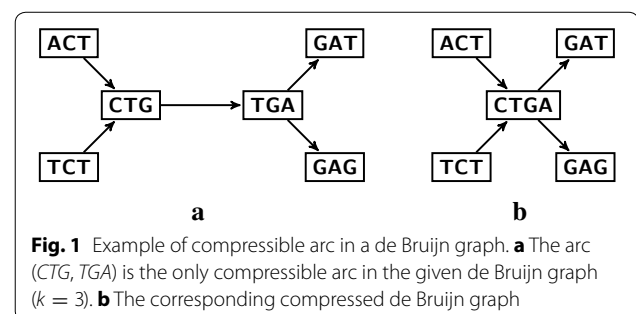 ACT GAT ACT GAT
CTG TGA CTGA
TCT GAG TCT GAG
a b
Fig. 1 Example of compressible arc in a de Bruijn graph. a The arc
(CTG, TGA) is the only compressible arc in the given de Bruijn graph
(k = 3). b The corresponding compressed de Bruijn graph